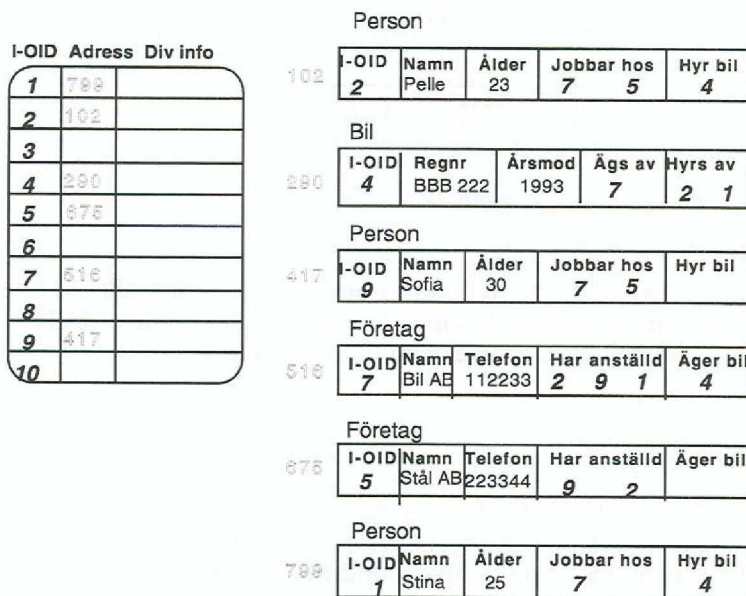 I-OID Adress Div info
1 799
2 102
3
4 290
5 675
6
7 516
8
9 417
10
Person
102
I-OID Namn Ålder Jobbar hos Hyr bil
2 Pelle 23 7 5 4
Bil
290
I-OID Regnr Årsmod Ägs av Hyrs av
4 BBB 222 1993 7 2 1
Person
417
I-OID Namn Ålder Jobbar hos Hyr bil
9 Sofia 30 7 5
Företag
516
I-OID Namn Telefon Har anställd Äger bil
7 Bil AB 112233 2 9 1 4
Företag
675
I-OID Namn Telefon Har anställd Äger bil
5 Stål AB 223344 9 2
Person
799
I-OID Namn Ålder Jobbar hos Hyr bil
1 Stina 25 7 4